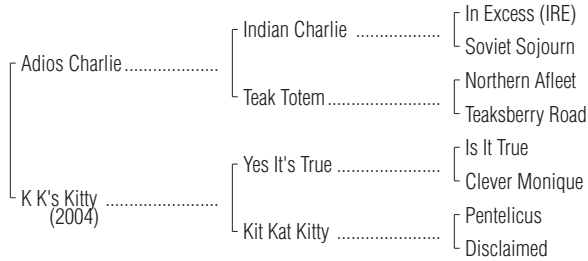 In Excess (IRE)
Indian Charlie ...................
Soviet Sojourn
Adios Charlie.....................
Northern Afleet
Teak Totem.........................
Teaksberry Road
Is It True
Yes It's True .......................
Clever Monique
K K's Kitty .........................
(2004)
Pentelicus
Kit Kat Kitty .......................
Disclaimed